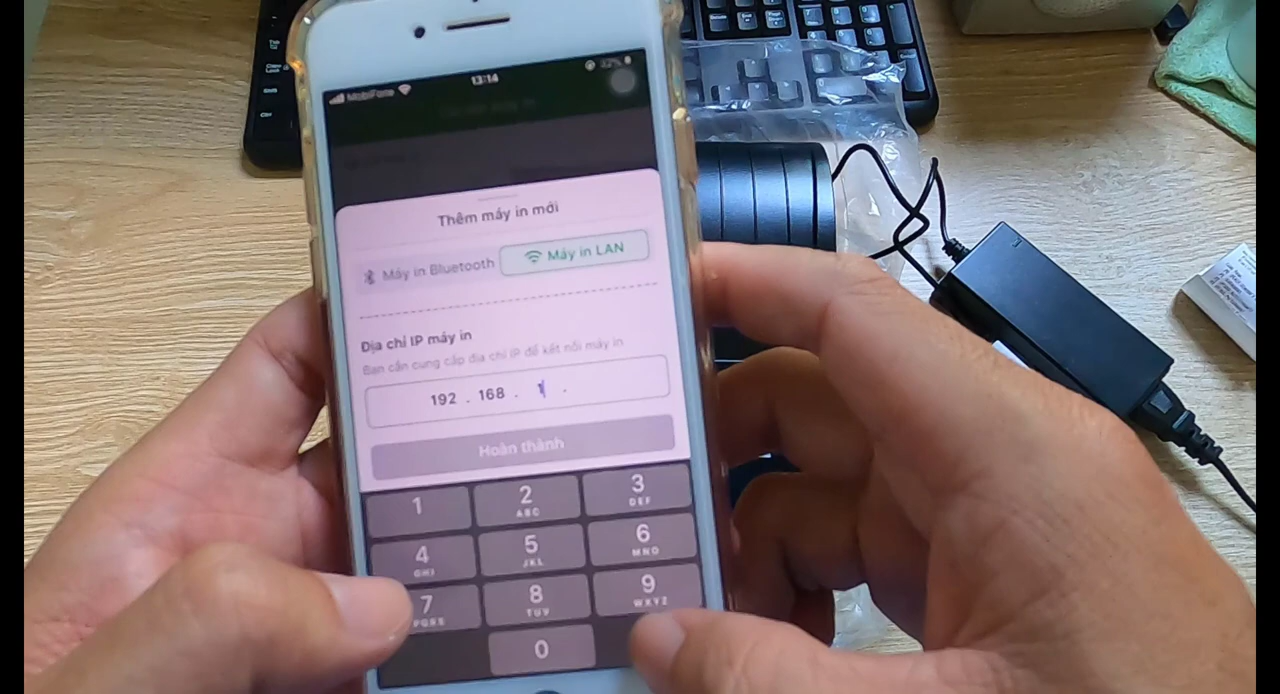 MobiFone
13:14
Thêm máy in mới
Máy in Bluetooth
Máy in LAN
Địa chỉ IP máy in
Bạn cần cung cấp địa chỉ IP để kết nối máy in
192 . 168 . 1 .
Hoàn thành
1
2
ABC
3
DEF
4
GHI
5
JKL
6
MNO
7
PQRS
8
TUV
9
WXYZ
0